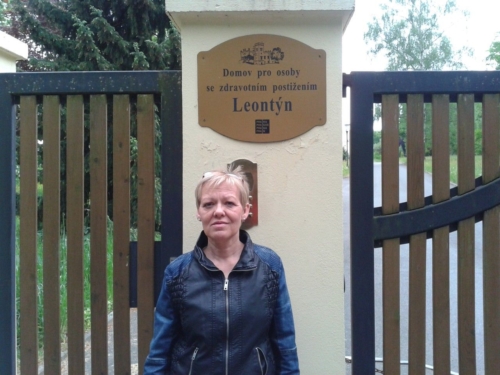 Domov pro osoby
se zdravotním postižením
Leontýn